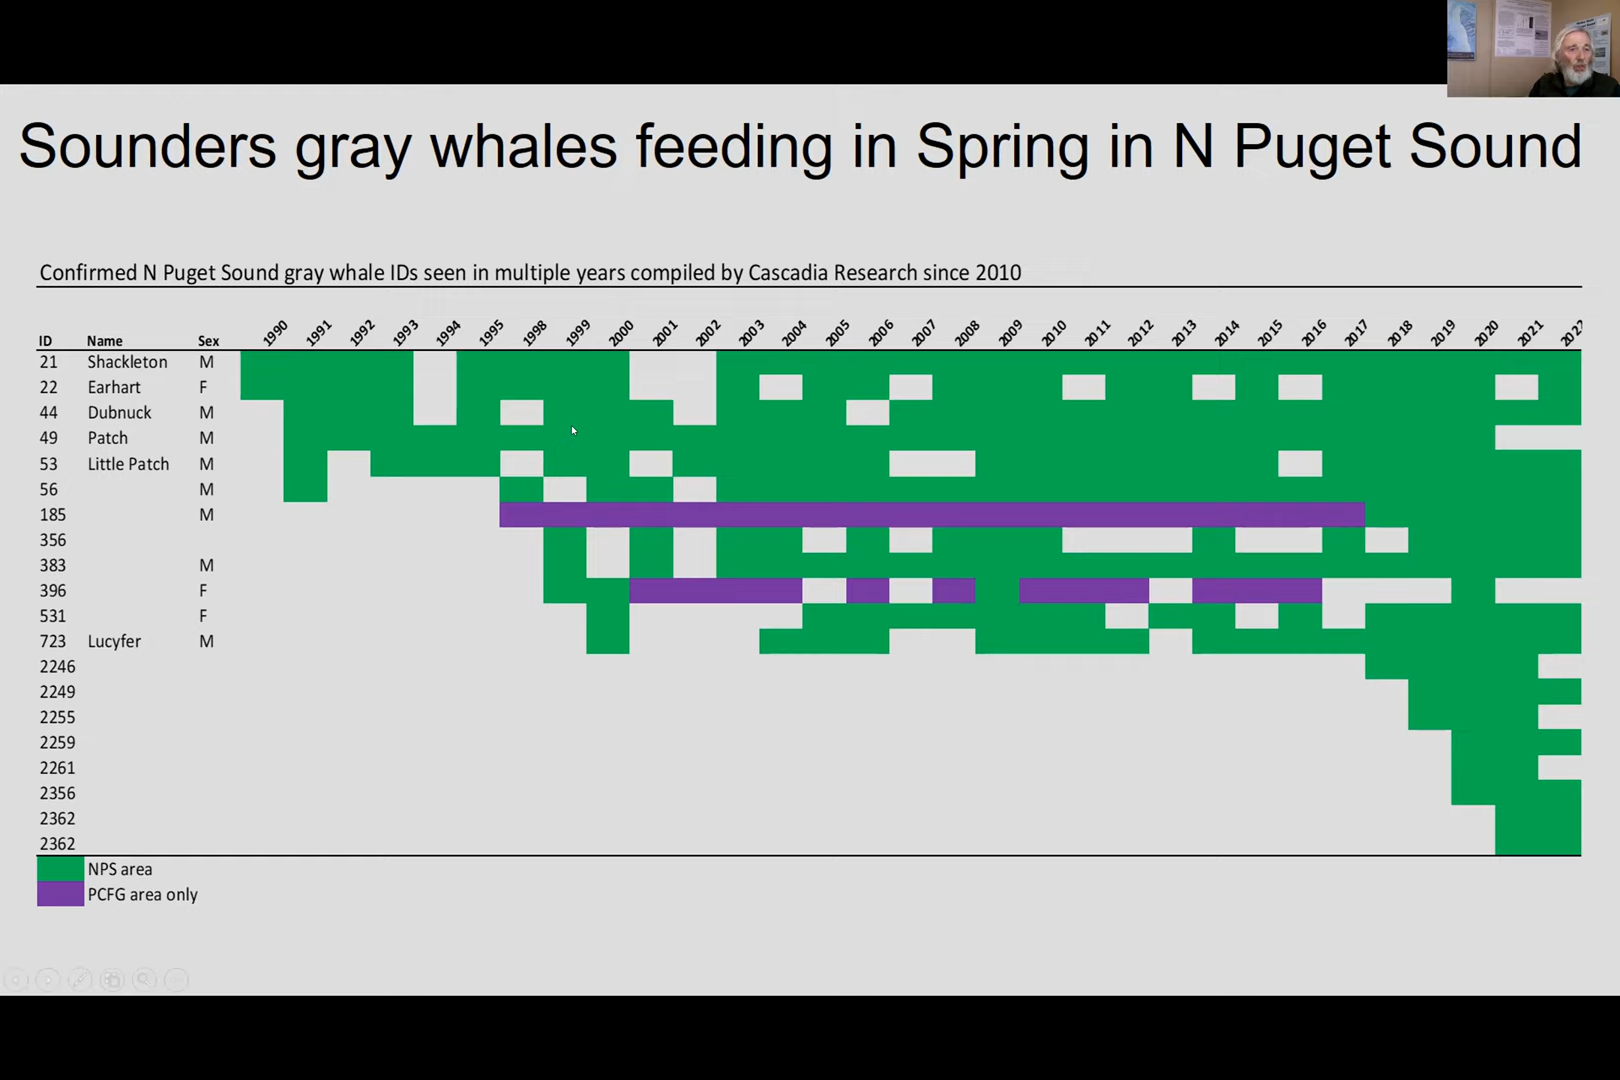 Sounders gray whales feeding in Spring in N Puget Sound
Confirmed N Puget Sound gray whale IDs seen in multiple years compiled by Cascadia Research since 2010
ID Name Sex 1990 1991 1992 1993 1994 1995 1998 1999 2000 2001 2002 2003 2004 2005 2006 2007 2008 2009 2010 2011 2012 2013 2014 2015 2016 2017 2018 2019 2020 2021
21 Shackleton M
22 Earhart F
44 Dubnuck M
49 Patch M
53 Little Patch M
56 M
185 M
356
383 M
396 F
531 F
723 Lucyfer M
2246
2249
2255
2259
2261
2356
2362
2362
NPS area
PCFG area only